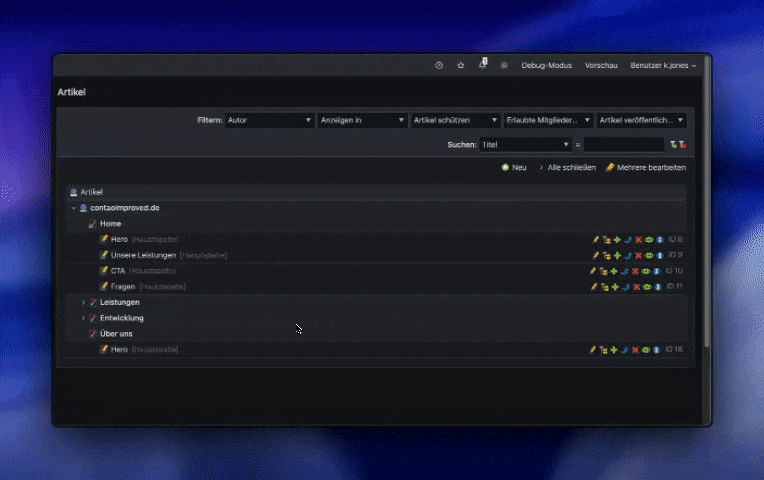 1
Debug-Modus Vorschau Benutzer k.jones
Artikel
Filtern: Autor Anzeigen in Artikel schützen Erlaubte Mitglieder... Artikel veröffentlich...
Suchen: Titel =
Neu Alle schließen Mehrere bearbeiten
Artikel
contaoimproved.de
Home
Hero [Hauptspalte] ID 8
Unsere Leistungen [Hauptspalte] ID 9
CTA [Hauptspalte] ID 10
Fragen [Hauptspalte] ID 11
Leistungen
Entwicklung
Über uns
Hero [Hauptspalte] ID 18